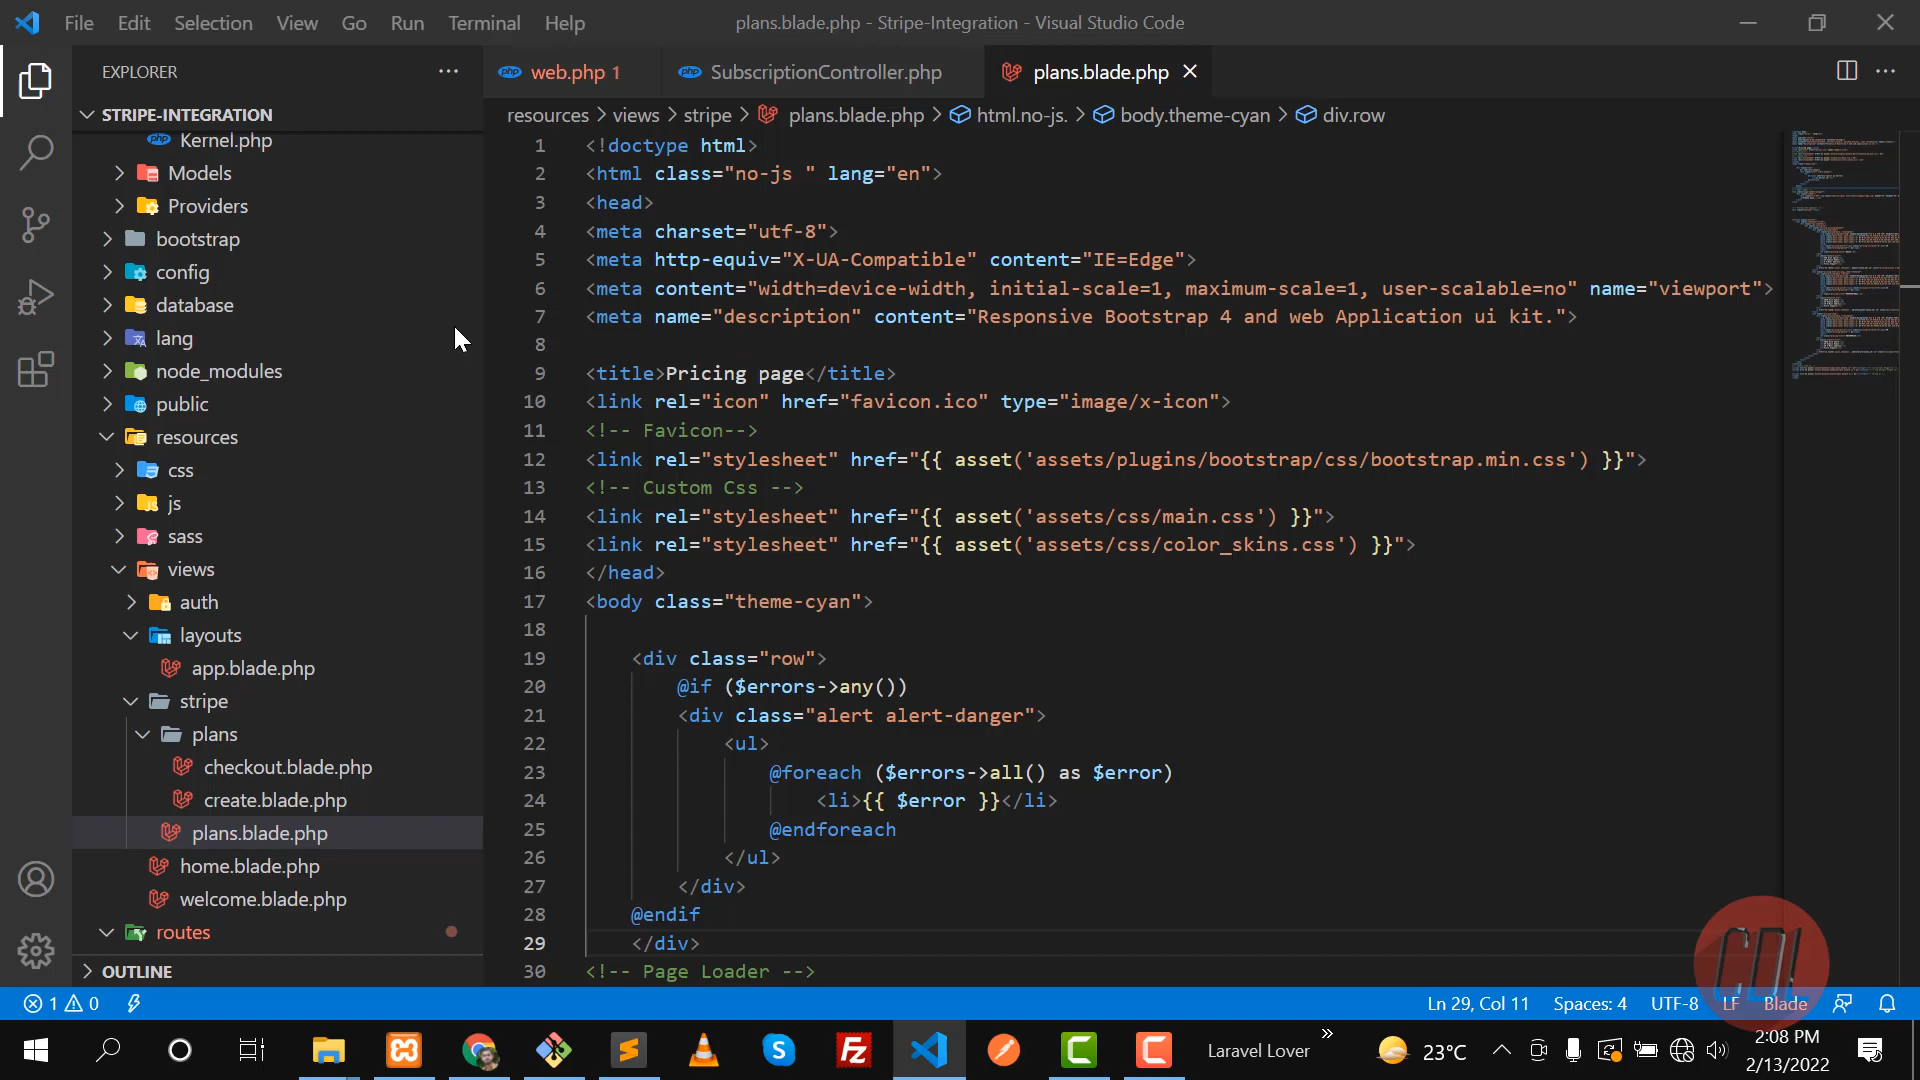 File Edit Selection View Go Run Terminal Help
plans.blade.php - Stripe-Integration - Visual Studio Code
EXPLORER
STRIPE-INTEGRATION
Kernel.php
Models
Providers
bootstrap
config
database
lang
node_modules
public
resources
css
js
sass
views
auth
layouts
app.blade.php
stripe
plans
checkout.blade.php
create.blade.php
plans.blade.php
home.blade.php
welcome.blade.php
routes
OUTLINE
web.php 1 SubscriptionController.php plans.blade.php
resources > views > stripe > plans.blade.php > html.no-js. > body.theme-cyan > div.row
1 <!doctype html>
2 <html class="no-js " lang="en">
3 <head>
4 <meta charset="utf-8">
5 <meta http-equiv="X-UA-Compatible" content="IE=Edge">
6 <meta content="width=device-width, initial-scale=1, maximum-scale=1, user-scalable=no" name="viewport">
7 <meta name="description" content="Responsive Bootstrap 4 and web Application ui kit.">
8
9 <title>Pricing page</title>
10 <link rel="icon" href="favicon.ico" type="image/x-icon">
11 <!-- Favicon-->
12 <link rel="stylesheet" href="{{ asset('assets/plugins/bootstrap/css/bootstrap.min.css') }}">
13 <!-- Custom Css -->
14 <link rel="stylesheet" href="{{ asset('assets/css/main.css') }}">
15 <link rel="stylesheet" href="{{ asset('assets/css/color_skins.css') }}">
16 </head>
17 <body class="theme-cyan">
18
19 <div class="row">
20 @if ($errors->any())
21 <div class="alert alert-danger">
22 <ul>
23 @foreach ($errors->all() as $error)
24 <li>{{ $error }}</li>
25 @endforeach
26 </ul>
27 </div>
28 @endif
29 </div>
30 <!-- Page Loader -->
1 0
Ln 29, Col 11 Spaces: 4 UTF-8 LF Blade
CDL
Laravel Lover
23°C
2:08 PM
2/13/2022